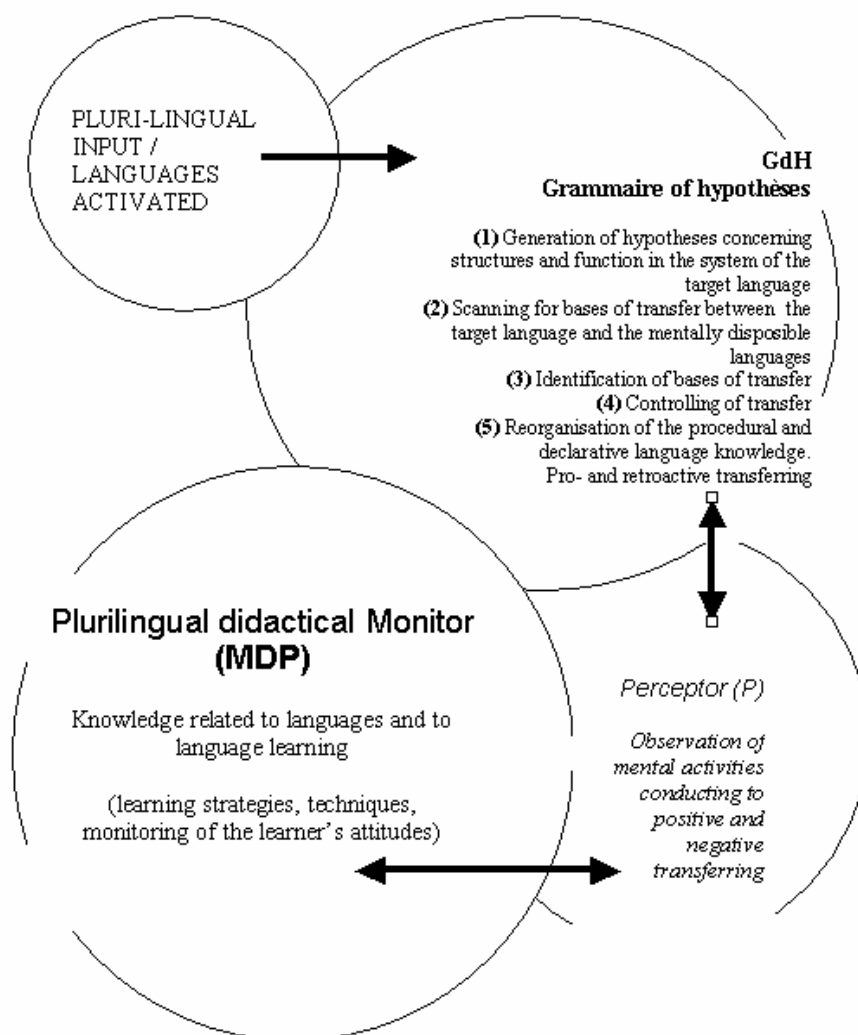 PLURI-LINGUAL
INPUT /
LANGUAGES
ACTIVATED
GdH
Grammaire of hypothèses
(1) Generation of hypotheses concerning
structures and function in the system of the
target language
(2) Scanning for bases of transfer between the
target language and the mentally disposible
languages
(3) Identification of bases of transfer
(4) Controlling of transfer
(5) Reorganisation of the procedural and
declarative language knowledge.
Pro- and retroactive transferring
Plurilingual didactical Monitor
(MDP)
Knowledge related to languages and to
language learning
(learning strategies, techniques,
monitoring of the learner's attitudes)
Perceptor (P)
Observation of
mental activities
conducting to
positive and
negative
transferring